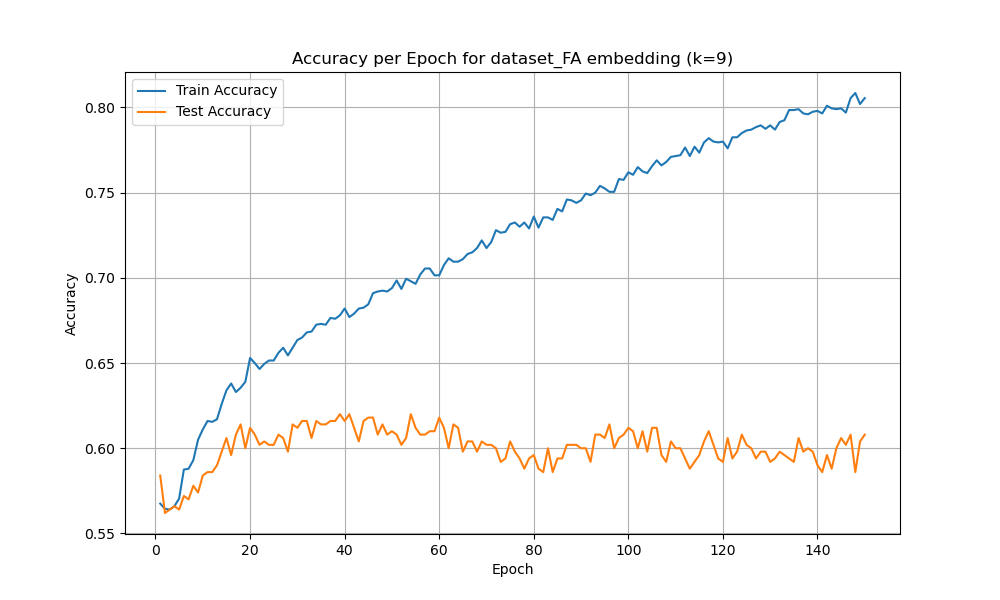 Accuracy per Epoch for dataset_FA embedding (k=9)
Train Accuracy
Test Accuracy
0.80
0.75
0.70
0.65
0.60
0.55
Accuracy
0 20 40 60 80 100 120 140
Epoch